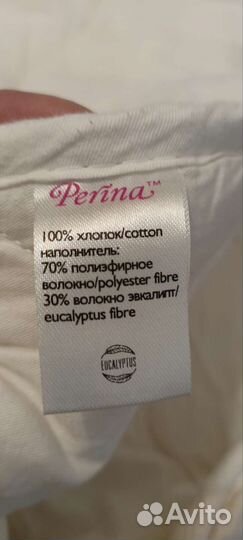 Perina™
100% хлопок/cotton
наполнитель:
70% полиэфирное
волокно/polyester fibre
30% волокно эвкалипт/
eucalyptus fibre
EUCALYPTUS
Avito